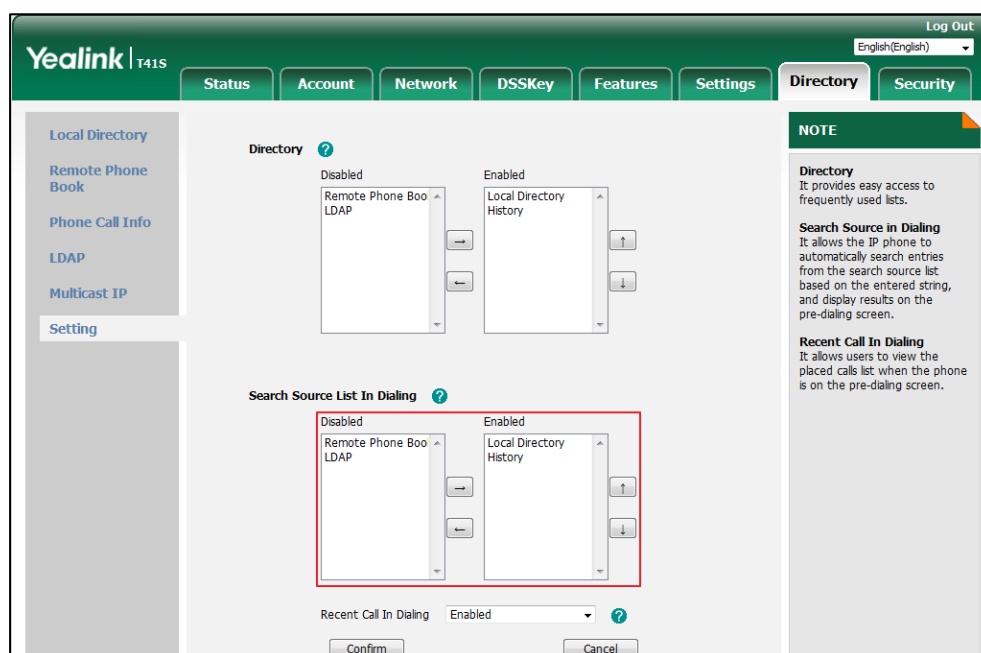 Log Out
Yealink T41S
English(English)
Status Account Network DSSKey Features Settings Directory Security
Local Directory
Remote Phone
Book
Phone Call Info
LDAP
Multicast IP
Setting
Directory ?
Disabled Enabled
Remote Phone Boo
LDAP
Local Directory
History
→ ↑
← ↓
Search Source List In Dialing ?
Disabled Enabled
Remote Phone Boo
LDAP
Local Directory
History
→ ↑
← ↓
Recent Call In Dialing Enabled ?
Confirm Cancel
NOTE
Directory
It provides easy access to
frequently used lists.
Search Source in Dialing
It allows the IP phone to
automatically search entries
from the search source list
based on the entered string,
and display results on the
pre-dialing screen.
Recent Call In Dialing
It allows users to view the
placed calls list when the phone
is on the pre-dialing screen.